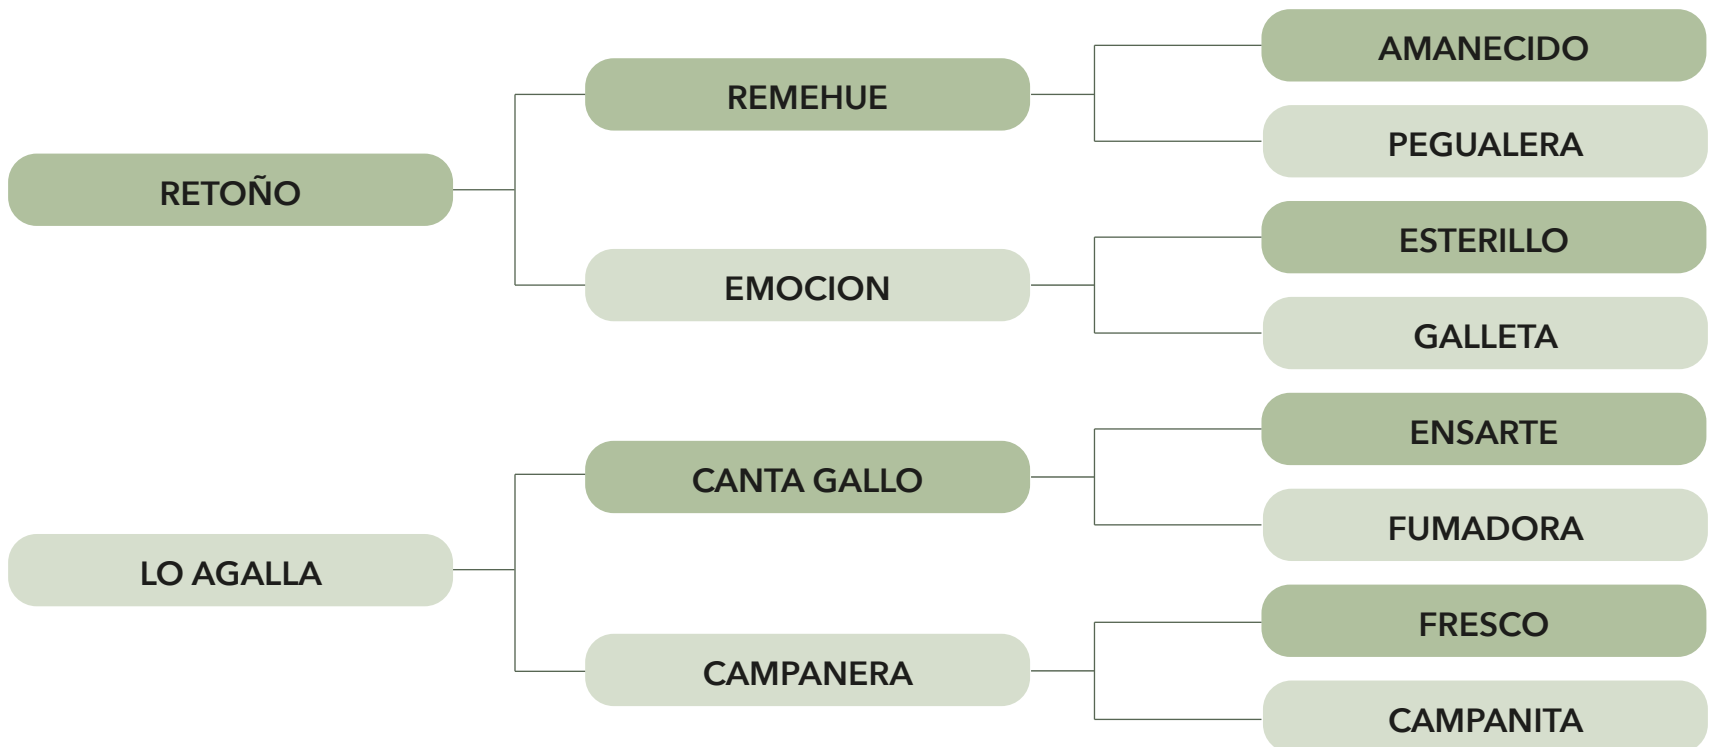 RETOÑO
REMEHUE
AMANECIDO
PEGUALERA
EMOCION
ESTERILLO
GALLETA
LO AGALLA
CANTA GALLO
ENSARTE
FUMADORA
CAMPANERA
FRESCO
CAMPANITA